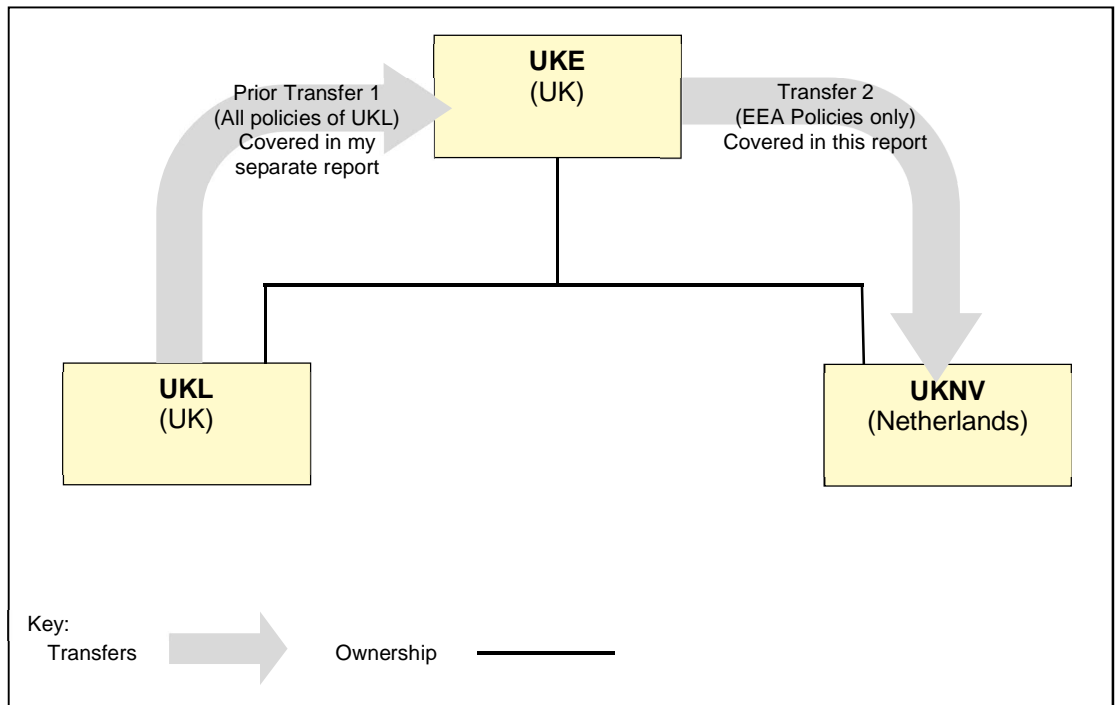 UKE
(UK)
Prior Transfer 1
(All policies of UKL)
Covered in my
separate report
Transfer 2
(EEA Policies only)
Covered in this report
UKL
(UK)
UKNV
(Netherlands)
Key:
Transfers
Ownership